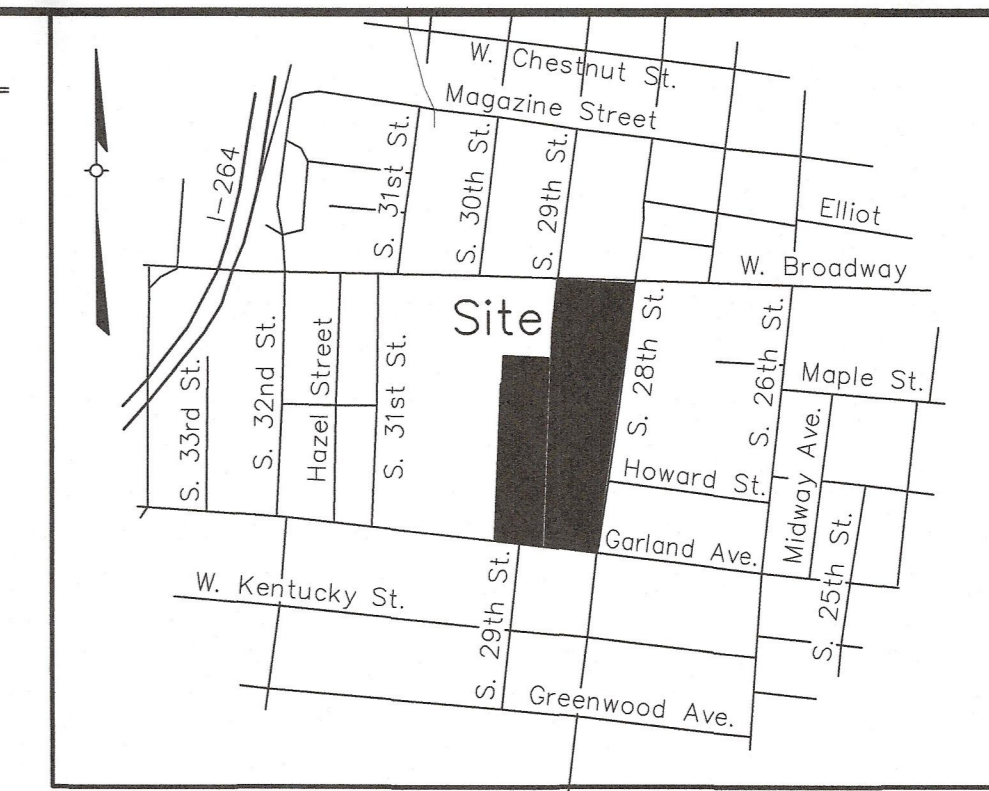 W. Chestnut St.
Magazine Street
I-264
S. 31st St.
S. 30th St.
S. 29th St.
Elliot
W. Broadway
Site
S. 33rd St.
S. 32nd St.
Hazel Street
S. 31st St.
S. 28th St.
S. 26th St.
Maple St.
Midway Ave.
Howard St.
S. 25th St.
Garland Ave.
W. Kentucky St.
S. 29th St.
Greenwood Ave.